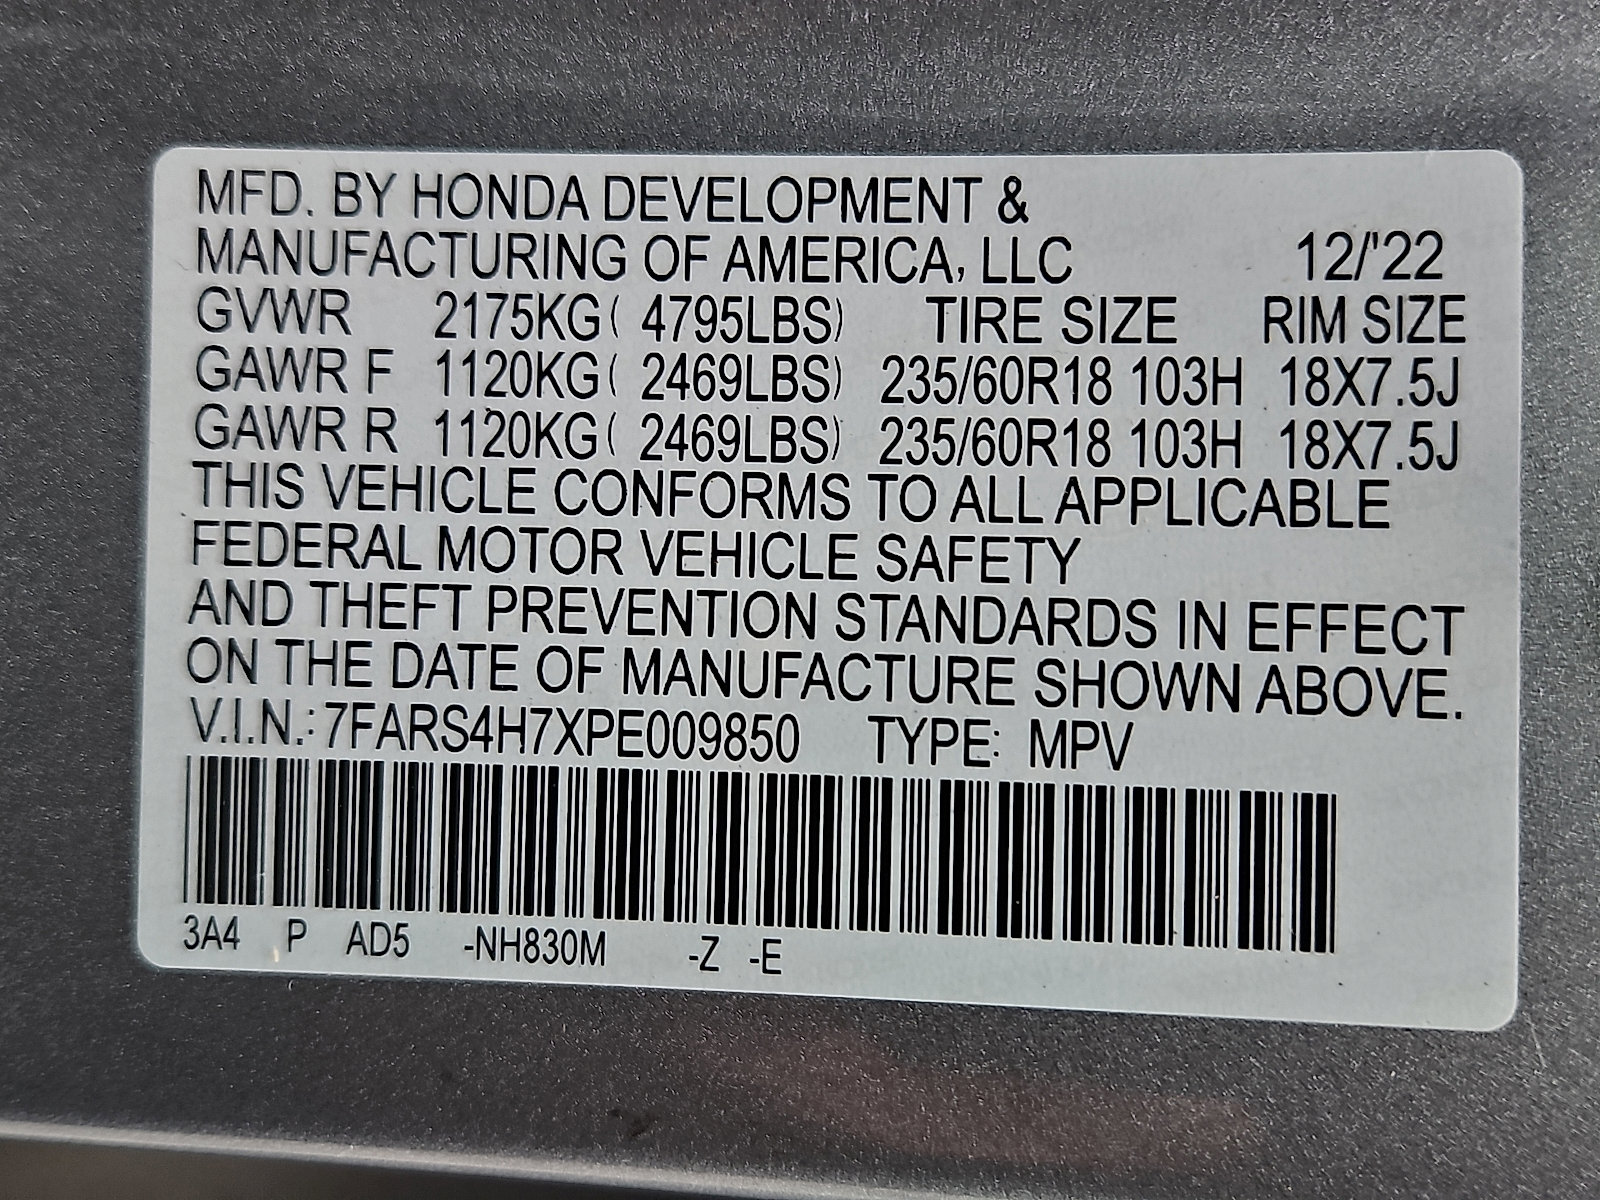 MFD. BY HONDA DEVELOPMENT &
MANUFACTURING OF AMERICA, LLC 12/'22
GVWR 2175KG( 4795LBS) TIRE SIZE RIM SIZE
GAWR F 1120KG( 2469LBS) 235/60R18 103H 18X7.5J
GAWR R 1120KG( 2469LBS) 235/60R18 103H 18X7.5J
THIS VEHICLE CONFORMS TO ALL APPLICABLE
FEDERAL MOTOR VEHICLE SAFETY
AND THEFT PREVENTION STANDARDS IN EFFECT
ON THE DATE OF MANUFACTURE SHOWN ABOVE.
V.I.N.: 7FARS4H7XPE009850 TYPE: MPV
3A4 P AD5 -NH830M -Z -E